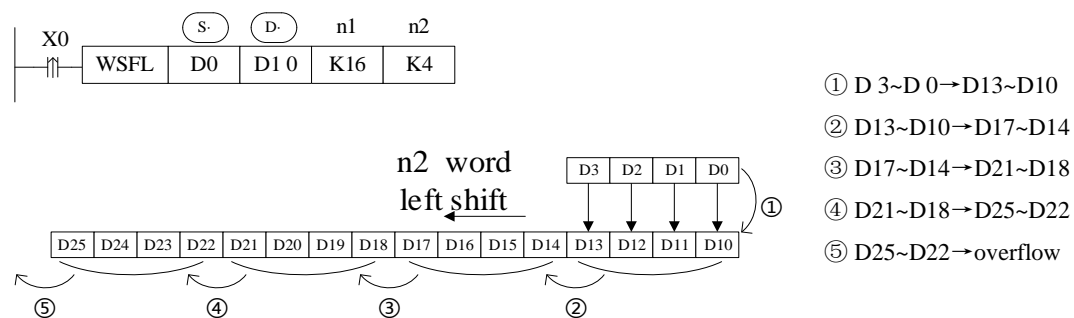 S· D· n1 n2
X0
WSFL D0 D1 0 K16 K4
① D 3~D 0→D13~D10
② D13~D10→D17~D14
③ D17~D14→D21~D18
④ D21~D18→D25~D22
⑤ D25~D22→overflow
n2 word
left shift
D3 D2 D1 D0
①
D25 D24 D23 D22 D21 D20 D19 D18 D17 D16 D15 D14 D13 D12 D11 D10
⑤ ④ ③ ②